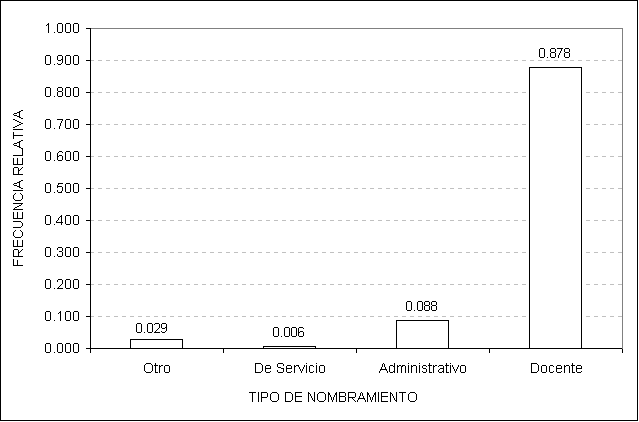 1.000
0.900
0.800
0.700
0.600
0.500
0.400
0.300
0.200
0.100
0.000
FRECUENCIA RELATIVA
0.029
0.006
0.088
0.878
Otro
De Servicio
Administrativo
Docente
TIPO DE NOMBRAMIENTO